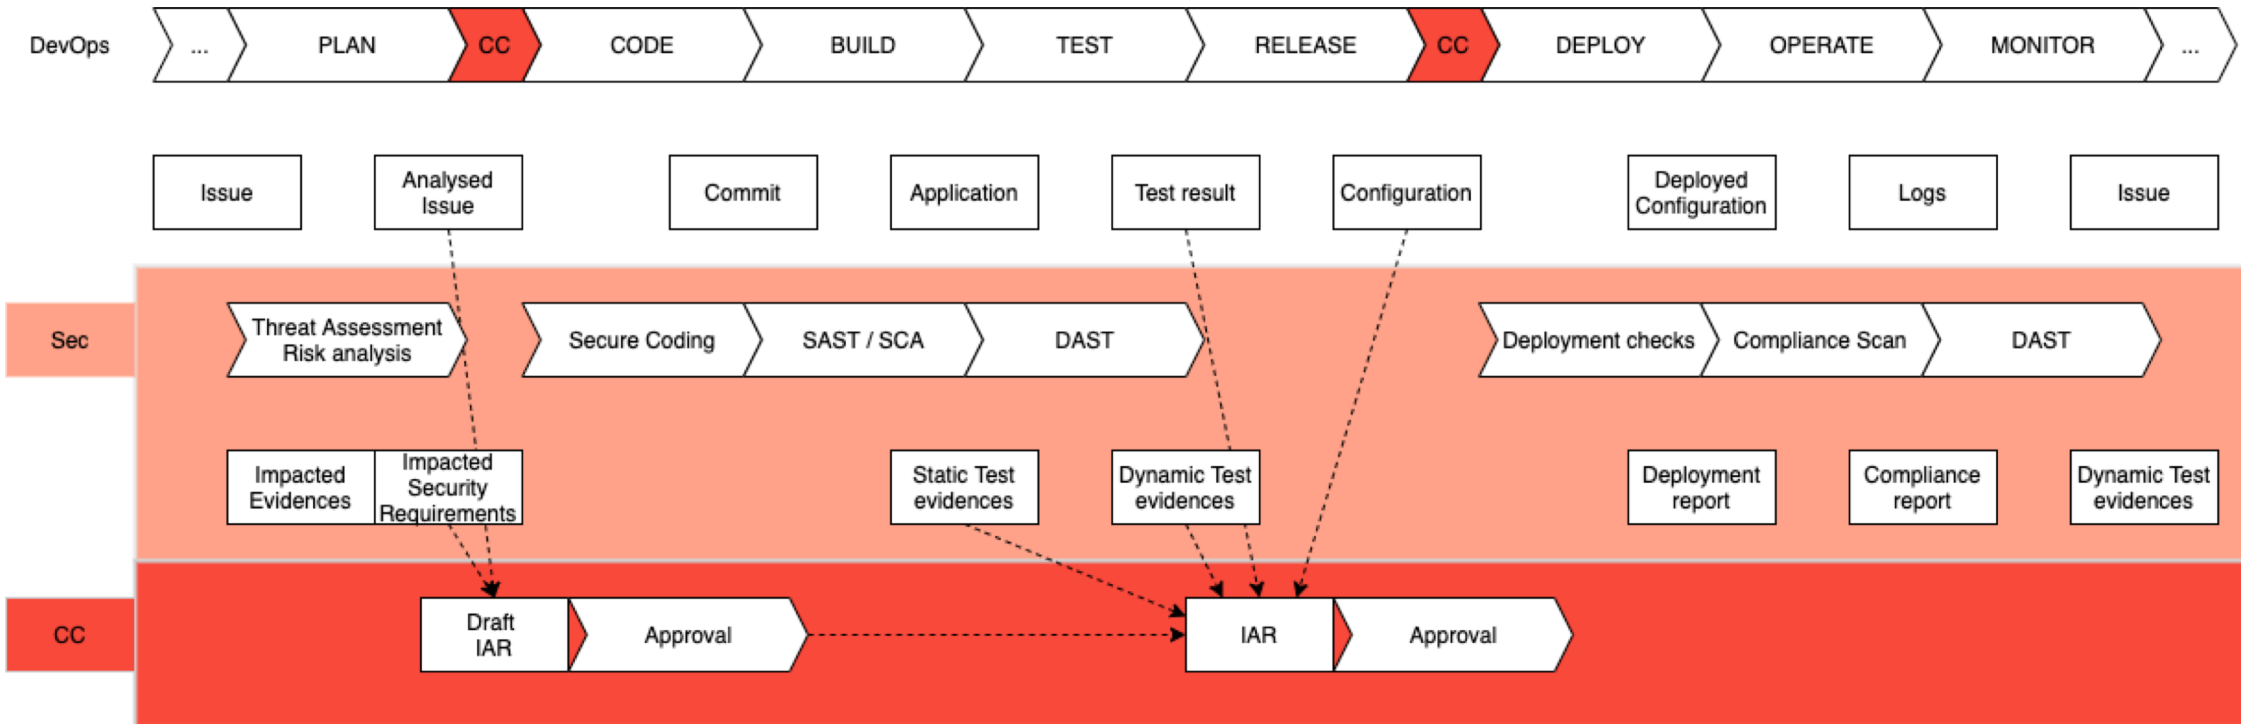 DevOps
...
PLAN
CC
CODE
BUILD
TEST
RELEASE
CC
DEPLOY
OPERATE
MONITOR
...
Issue
Analysed
Issue
Commit
Application
Test result
Configuration
Deployed
Configuration
Logs
Issue
Sec
Threat Assessment
Risk analysis
Secure Coding
SAST / SCA
DAST
Deployment checks
Compliance Scan
DAST
Impacted
Evidences
Impacted
Security
Requirements
Static Test
evidences
Dynamic Test
evidences
Deployment
report
Compliance
report
Dynamic Test
evidences
CC
Draft
IAR
Approval
IAR
Approval